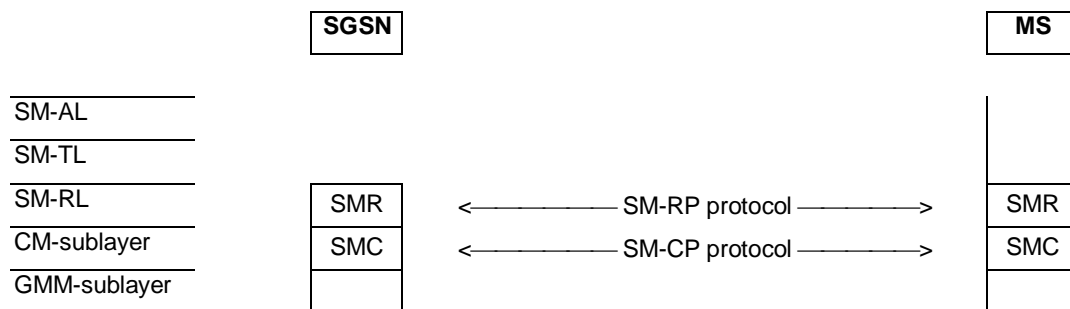 SGSN MS
SM-AL
SM-TL
SM-RL SMR <——— SM-RP protocol ———> SMR
CM-sublayer SMC <——— SM-CP protocol ———> SMC
GMM-sublayer